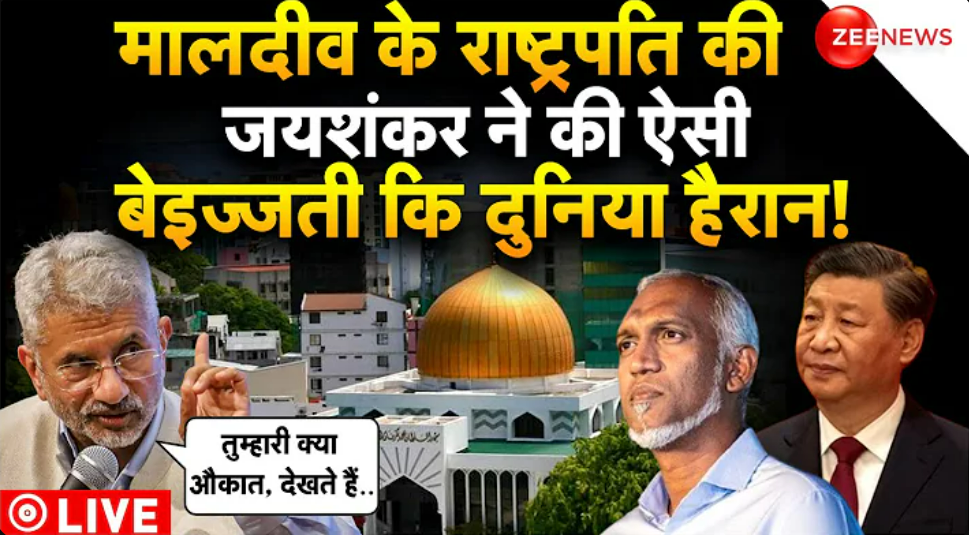 मालदीव के राष्ट्रपति की
ZEENEWS
जयशंकर ने की ऐसी
बेइज्जती कि दुनिया हैरान!
तुम्हारी क्या
औकात, देखते हैं..
LIVE